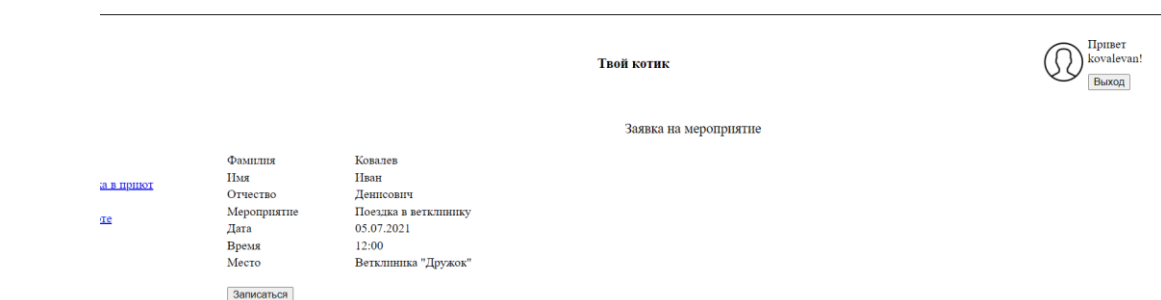 Твой котик
Привет
kovalevan!
Выход
Заявка на мероприятие
Фамилия Ковалев
Имя Иван
в приют
Отчество Денисович
Мероприятие Поездка в ветклинику
Дата 05.07.2021
Время 12:00
Место Ветклиника "Дружок"
Записаться